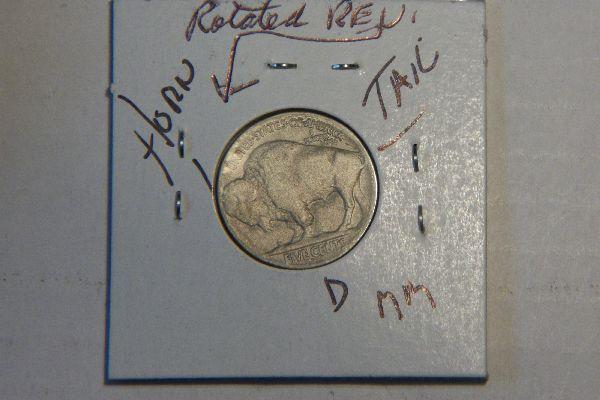 Rotated REV.
HORN
TAIL
UNITED STATES OF AMERICA
FIVE CENTS
D MM